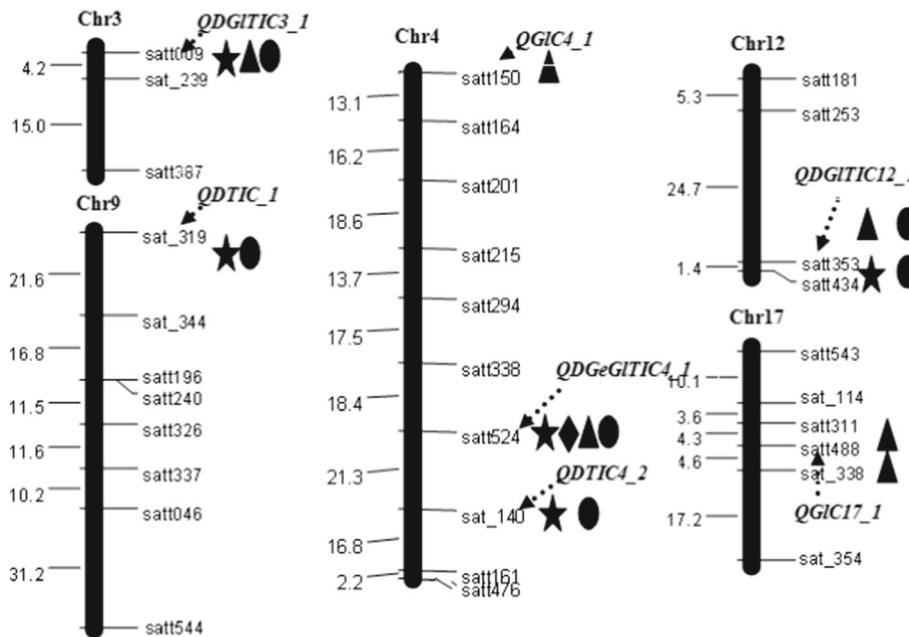 Chr3
QDGlTIC3_1
satt009
4.2
sat_239
15.0
satt387
Chr9
QDTIC_1
sat_319
21.6
sat_344
16.8
satt196
satt240
11.5
satt326
11.6
satt337
10.2
satt046
31.2
satt544
Chr4
QGlC4_1
satt150
13.1
satt164
16.2
satt201
18.6
satt215
13.7
satt294
17.5
satt338
18.4
QDGeGlTIC4_1
satt524
21.3
QDTIC4_2
sat_140
16.8
satt161
2.2
satt476
Chr12
satt181
5.3
satt253
24.7
QDGlTIC12_1
satt353
1.4
satt434
Chr17
satt543
10.1
sat_114
3.6
satt311
4.3
satt488
4.6
sat_338
17.2
QGlC17_1
sat_354